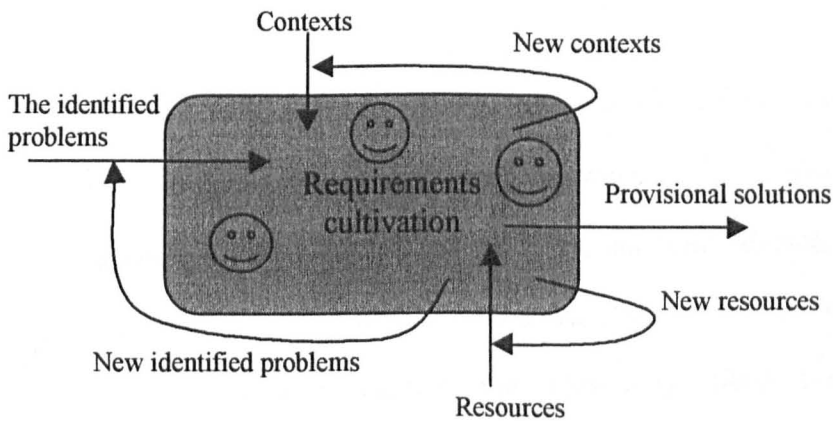 Contexts
New contexts
The identified
problems
Requirements
cultivation
Provisional solutions
New resources
New identified problems
Resources